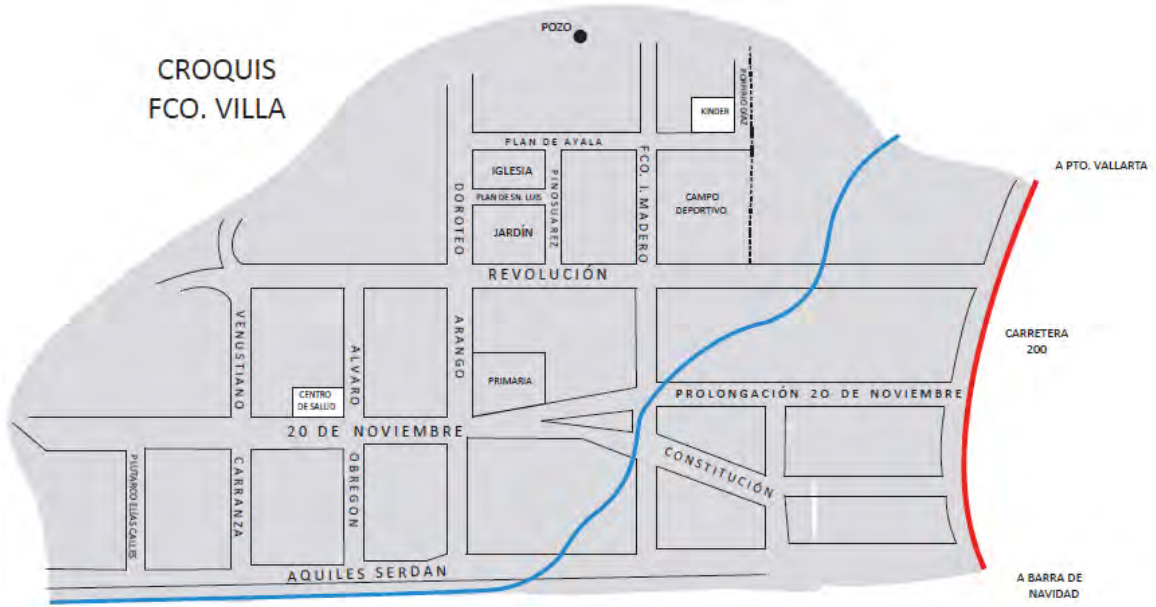 POZO
CROQUIS
FCO. VILLA
PORFIRIO DÍAZ
KINDER
PLAN DE AYALA
IGLESIA
A PTO. VALLARTA
DOROTEO
PLAN DE SN. LUIS
PINOSUAREZ
FCO. I. MADERO
CAMPO
DEPORTIVO
JARDÍN
REVOLUCIÓN
VENUSTIANO
ALVARO
ARANGO
CARRETERA
200
PRIMARIA
CENTRO
DE SALUD
PROLONGACIÓN 2O DE NOVIEMBRE
20 DE NOVIEMBRE
PLUTARCO ELÍAS CALLES
CARRANZA
OBREGON
CONSTITUCIÓN
AQUILES SERDAN
A BARRA DE
NAVIDAD